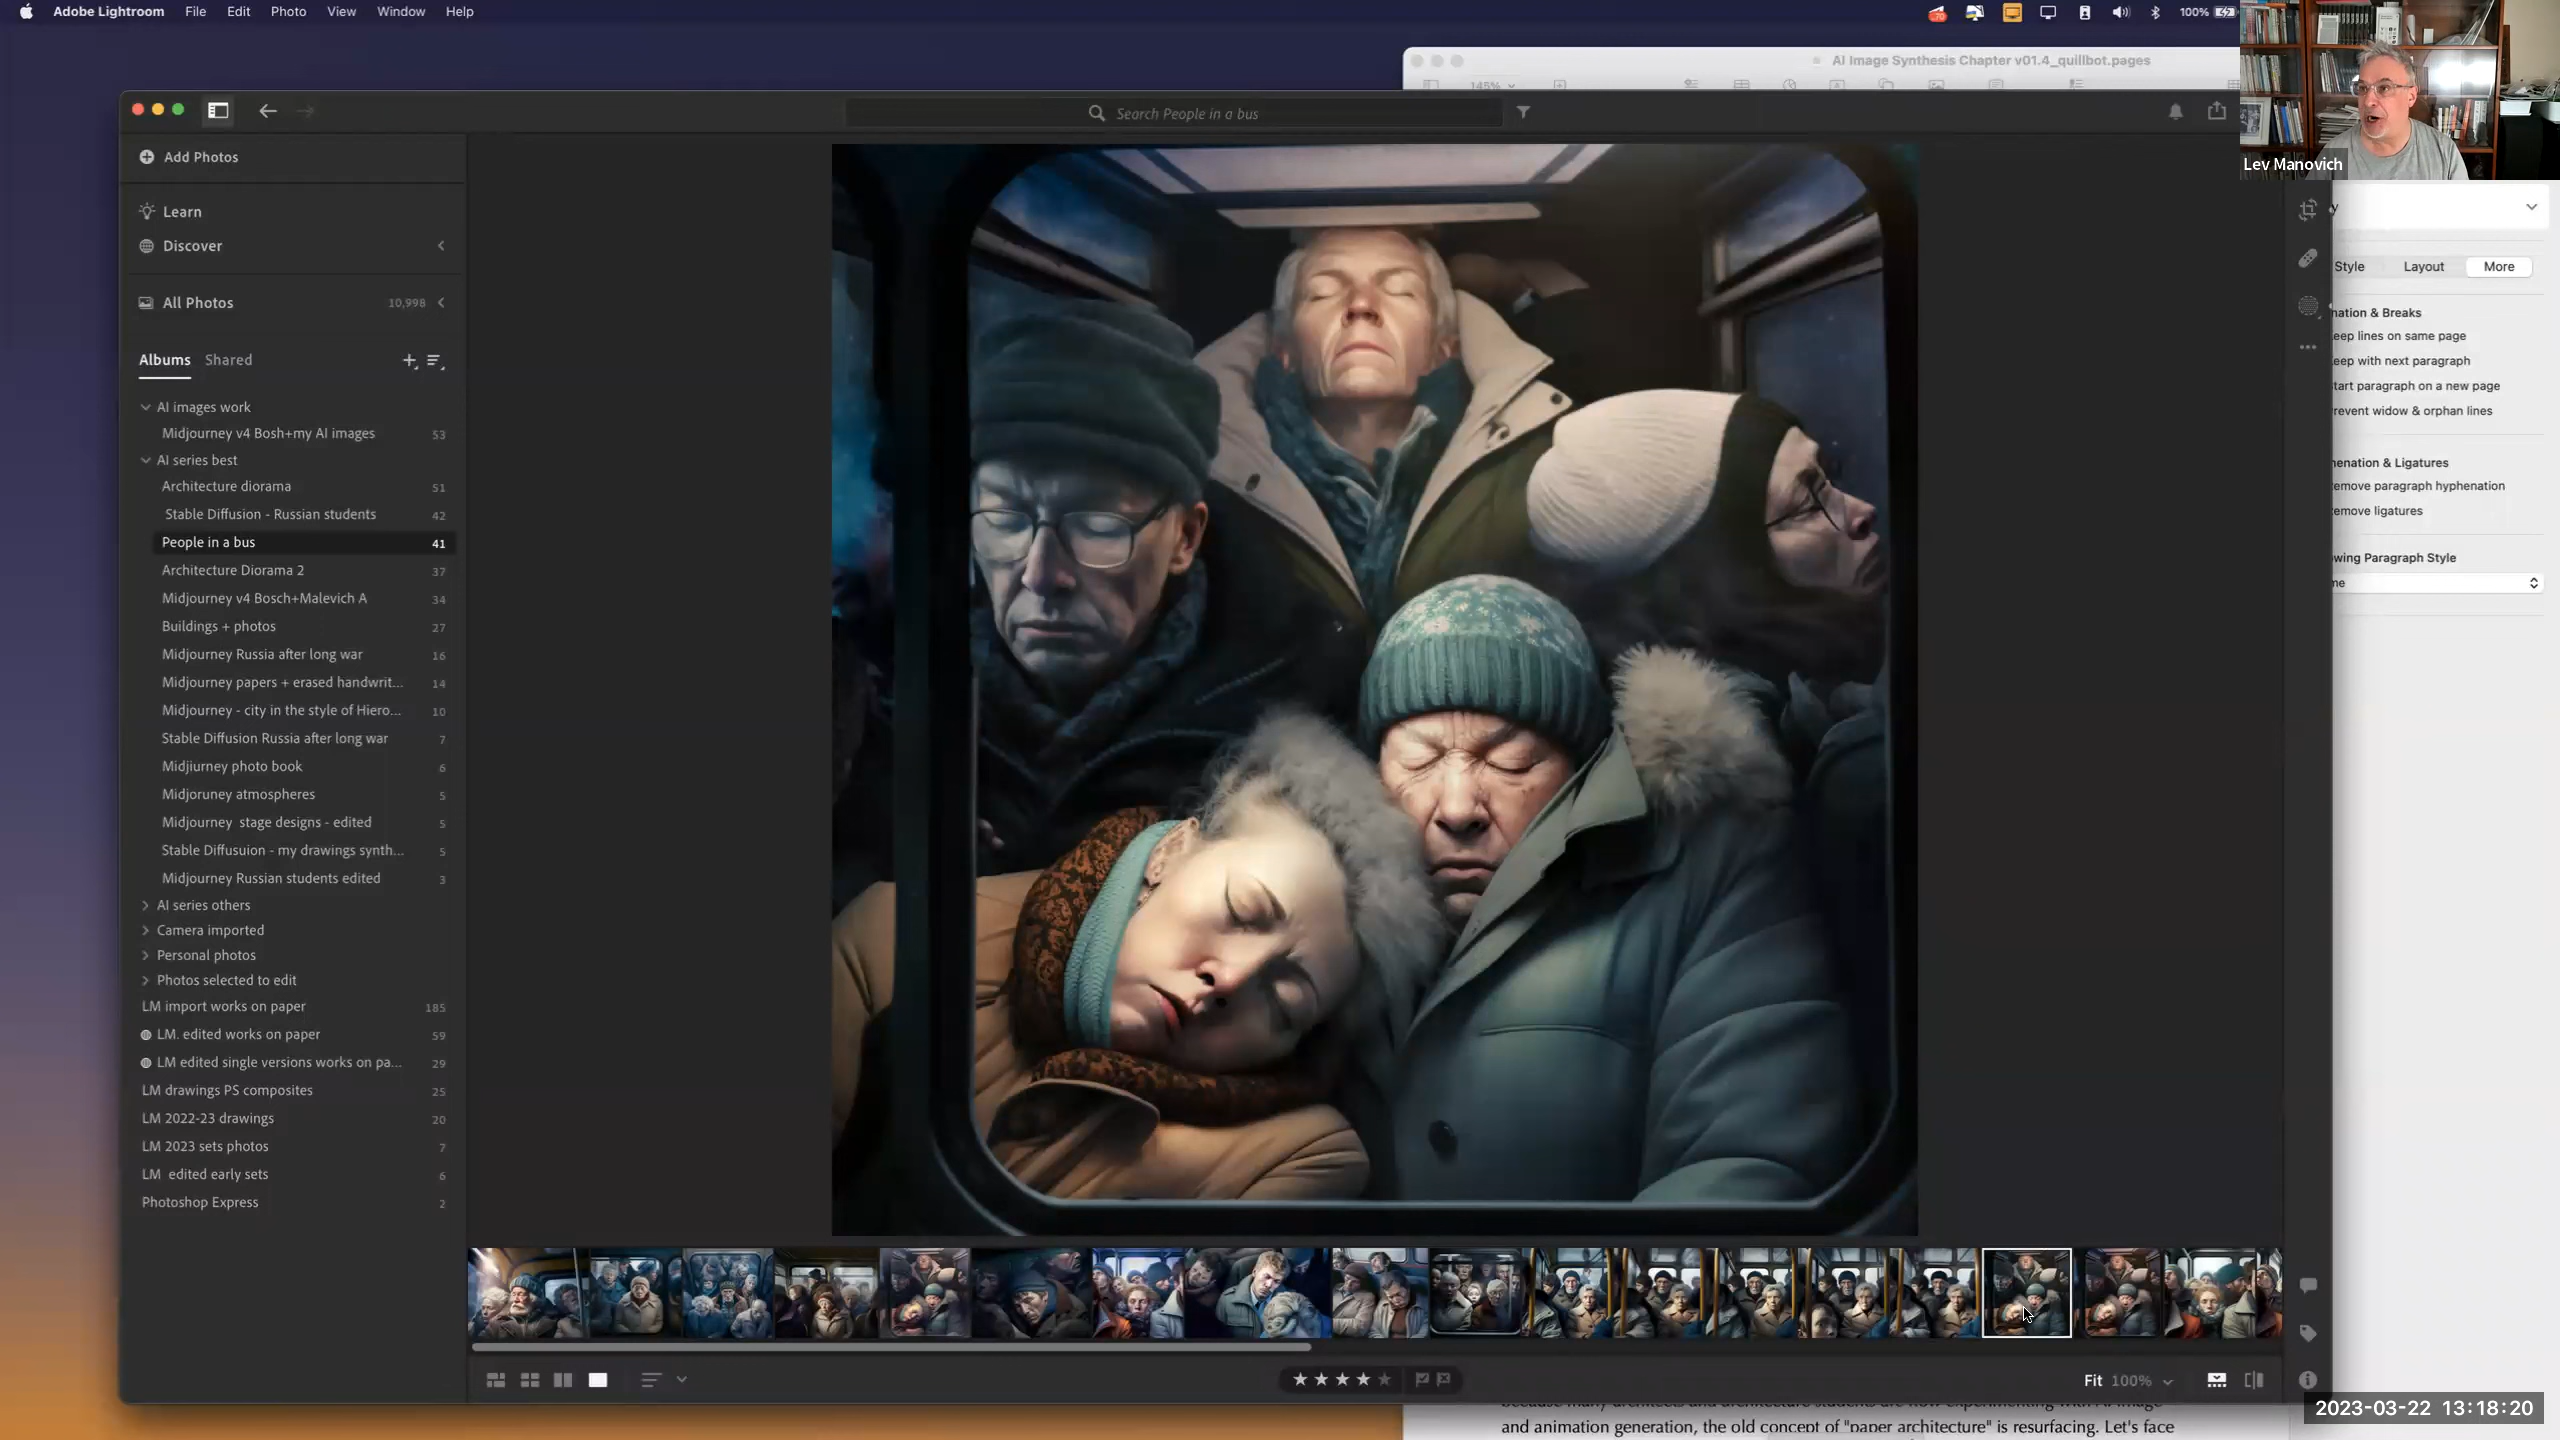 Adobe Lightroom File Edit Photo View Window Help
100%
AI Image Synthesis Chapter v01.4_quillbot.pages
145%
Search People in a bus
Lev Manovich
Add Photos
Learn
Discover
All Photos 10,998
Albums Shared
AI images work
Midjourney v4 Bosh+my AI images 53
AI series best
Architecture diorama 51
Stable Diffusion - Russian students 42
People in a bus 41
Architecture Diorama 2 37
Midjourney v4 Bosch+Malevich A 34
Buildings + photos 27
Midjourney Russia after long war 16
Midjourney papers + erased handwrit... 14
Midjourney - city in the style of Hiero... 10
Stable Diffusion Russia after long war 7
Midjiurney photo book 6
Midjoruney atmospheres 5
Midjourney stage designs - edited 5
Stable Diffusuion - my drawings synth... 5
Midjourney Russian students edited 3
AI series others
Camera imported
Personal photos
Photos selected to edit
LM import works on paper 185
LM. edited works on paper 59
LM edited single versions works on pa... 29
LM drawings PS composites 25
LM 2022-23 drawings 20
LM 2023 sets photos 7
LM edited early sets 6
Photoshop Express 2
y
Style Layout More
nation & Breaks
eep lines on same page
eep with next paragraph
tart paragraph on a new page
revent widow & orphan lines
henation & Ligatures
emove paragraph hyphenation
emove ligatures
wing Paragraph Style
ne
Fit 100%
and animation generation, the old concept of "paper architecture" is resurfacing. Let's face
2023-03-22 13:18:20